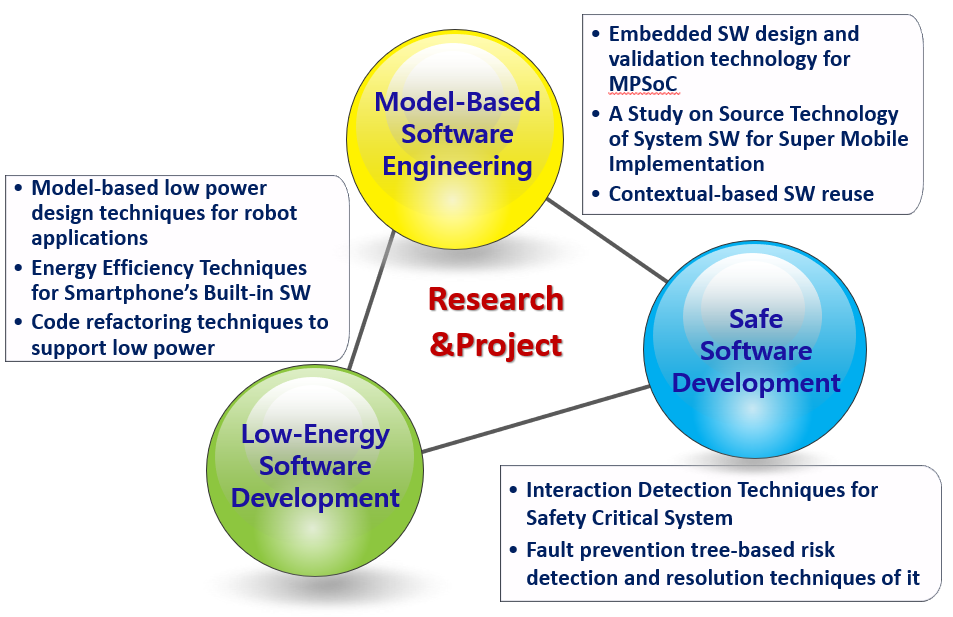 Model-Based
Software
Engineering
• Embedded SW design and
validation technology for
MPSoC
• A Study on Source Technology
of System SW for Super Mobile
Implementation
• Contextual-based SW reuse
• Model-based low power
design techniques for robot
applications
• Energy Efficiency Techniques
for Smartphone’s Built-in SW
• Code refactoring techniques to
support low power
Research
&Project
Safe
Software
Development
Low-Energy
Software
Development
• Interaction Detection Techniques for
Safety Critical System
• Fault prevention tree-based risk
detection and resolution techniques of it